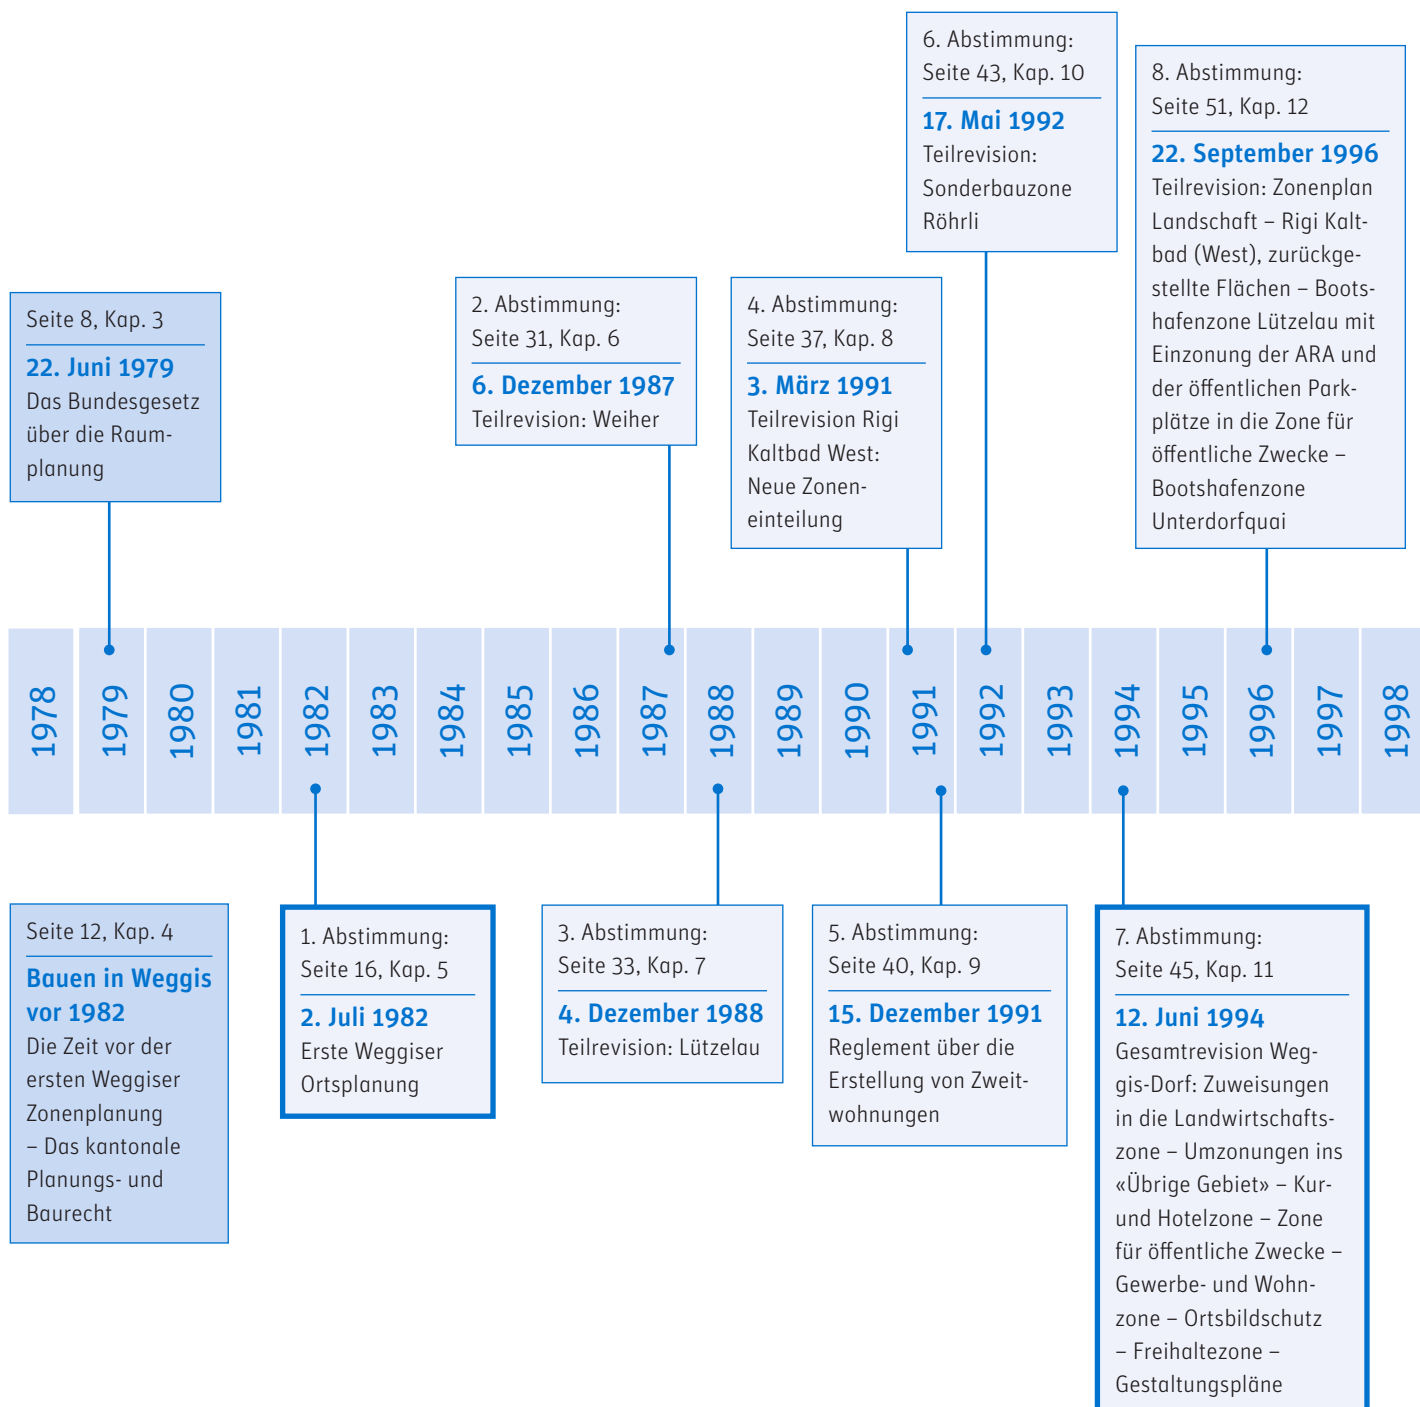 6. Abstimmung:
Seite 43, Kap. 10
17. Mai 1992
Teilrevision:
Sonderbauzone
Röhrli
8. Abstimmung:
Seite 51, Kap. 12
22. September 1996
Teilrevision: Zonenplan
Landschaft – Rigi Kalt-
bad (West), zurückge-
stellte Flächen – Boots-
hafenzone Lützelau mit
Einzonung der ARA und
der öffentlichen Park-
plätze in die Zone für
öffentliche Zwecke –
Bootshafenzone
Unterdorfquai
Seite 8, Kap. 3
22. Juni 1979
Das Bundesgesetz
über die Raum-
planung
2. Abstimmung:
Seite 31, Kap. 6
6. Dezember 1987
Teilrevision: Weiher
4. Abstimmung:
Seite 37, Kap. 8
3. März 1991
Teilrevision Rigi
Kaltbad West:
Neue Zonen-
einteilung
1978
1979
1980
1981
1982
1983
1984
1985
1986
1987
1988
1989
1990
1991
1992
1993
1994
1995
1996
1997
1998
Seite 12, Kap. 4
Bauen in Weggis
vor 1982
Die Zeit vor der
ersten Weggiser
Zonenplanung
– Das kantonale
Planungs- und
Baurecht
1. Abstimmung:
Seite 16, Kap. 5
2. Juli 1982
Erste Weggiser
Ortsplanung
3. Abstimmung:
Seite 33, Kap. 7
4. Dezember 1988
Teilrevision: Lützelau
5. Abstimmung:
Seite 40, Kap. 9
15. Dezember 1991
Reglement über die
Erstellung von Zweit-
wohnungen
7. Abstimmung:
Seite 45, Kap. 11
12. Juni 1994
Gesamtrevision Weg-
gis-Dorf: Zuweisungen
in die Landwirtschafts-
zone – Umzonungen ins
«Übrige Gebiet» – Kur-
und Hotelzone – Zone
für öffentliche Zwecke –
Gewerbe- und Wohn-
zone – Ortsbildschutz
– Freihaltezone –
Gestaltungspläne